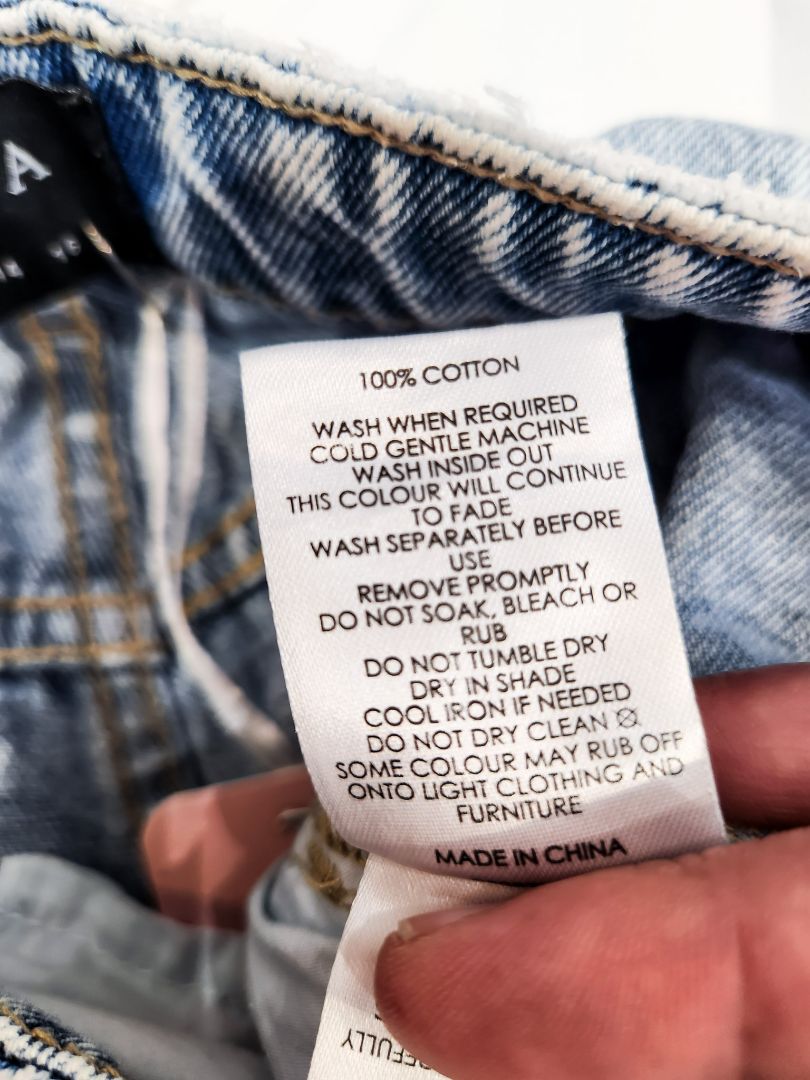 A
100% COTTON
WASH WHEN REQUIRED
COLD GENTLE MACHINE
WASH INSIDE OUT
THIS COLOUR WILL CONTINUE
TO FADE
WASH SEPARATELY BEFORE
USE
REMOVE PROMPTLY
DO NOT SOAK, BLEACH OR
RUB
DO NOT TUMBLE DRY
DRY IN SHADE
COOL IRON IF NEEDED
DO NOT DRY CLEAN
SOME COLOUR MAY RUB OFF
ONTO LIGHT CLOTHING AND
FURNITURE
MADE IN CHINA